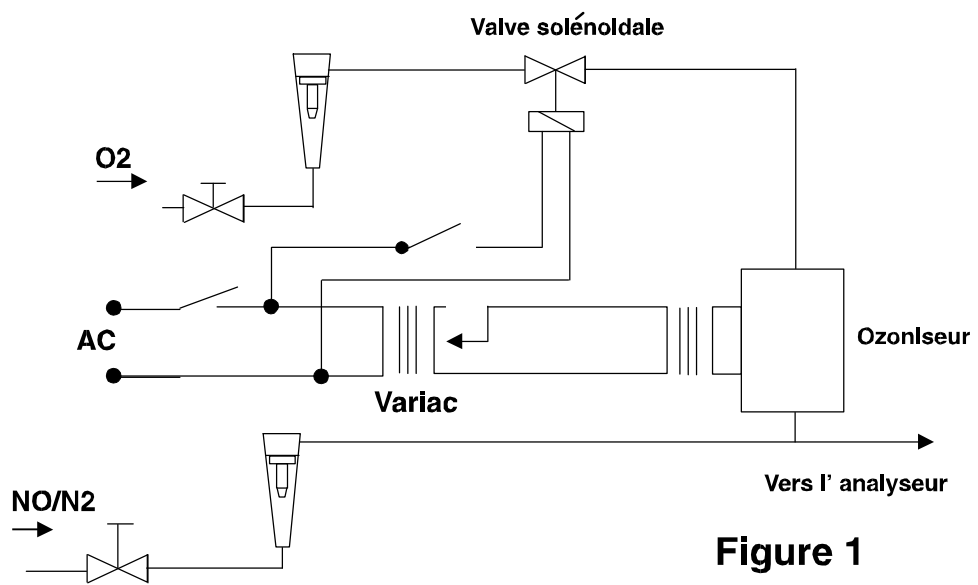 Valve solénoldale
O2
AC
Variac
Ozonlseur
Vers l' analyseur
NO/N2
Figure 1